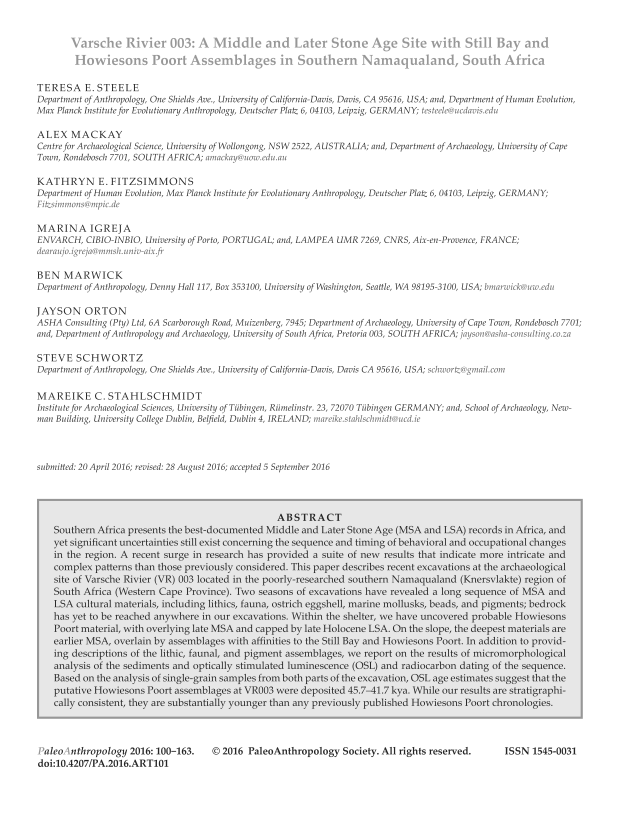 Varsche Rivier 003: A Middle and Later Stone Age Site with Still Bay and
Howiesons Poort Assemblages in Southern Namaqualand, South Africa
TERESA E. STEELE
Department of Anthropology, One Shields Ave., University of California-Davis, Davis, CA 95616, USA; and, Department of Human Evolution,
Max Planck Institute for Evolutionary Anthropology, Deutscher Platz 6, 04103, Leipzig, GERMANY; testeele@ucdavis.edu
ALEX MACKAY
Centre for Archaeological Science, University of Wollongong, NSW 2522, AUSTRALIA; and, Department of Archaeology, University of Cape
Town, Rondebosch 7701, SOUTH AFRICA; amackay@uow.edu.au
KATHRYN E. FITZSIMMONS
Department of Human Evolution, Max Planck Institute for Evolutionary Anthropology, Deutscher Platz 6, 04103, Leipzig, GERMANY;
Fitzsimmons@mpic.de
MARINA IGREJA
ENVARCH, CIBIO-INBIO, University of Porto, PORTUGAL; and, LAMPEA UMR 7269, CNRS, Aix-en-Provence, FRANCE;
dearaujo.igreja@mmsh.univ-aix.fr
BEN MARWICK
Department of Anthropology, Denny Hall 117, Box 353100, University of Washington, Seattle, WA 98195-3100, USA; bmarwick@uw.edu
JAYSON ORTON
ASHA Consulting (Pty) Ltd, 6A Scarborough Road, Muizenberg, 7945; Department of Archaeology, University of Cape Town, Rondebosch 7701;
and, Department of Anthropology and Archaeology, University of South Africa, Pretoria 003, SOUTH AFRICA; jayson@asha-consulting.co.za
STEVE SCHWORTZ
Department of Anthropology, One Shields Ave., University of California-Davis, Davis CA 95616, USA; schwortz@gmail.com
MAREIKE C. STAHLSCHMIDT
Institute for Archaeological Sciences, University of Tübingen, Rümelinstr. 23, 72070 Tübingen GERMANY; and, School of Archaeology, New-
man Building, University College Dublin, Belfield, Dublin 4, IRELAND; mareike.stahlschmidt@ucd.ie
submitted: 20 April 2016; revised: 28 August 2016; accepted 5 September 2016
ABSTRACT
Southern Africa presents the best-documented Middle and Later Stone Age (MSA and LSA) records in Africa, and
yet significant uncertainties still exist concerning the sequence and timing of behavioral and occupational changes
in the region. A recent surge in research has provided a suite of new results that indicate more intricate and
complex patterns than those previously considered. This paper describes recent excavations at the archaeological
site of Varsche Rivier (VR) 003 located in the poorly-researched southern Namaqualand (Knersvlakte) region of
South Africa (Western Cape Province). Two seasons of excavations have revealed a long sequence of MSA and
LSA cultural materials, including lithics, fauna, ostrich eggshell, marine mollusks, beads, and pigments; bedrock
has yet to be reached anywhere in our excavations. Within the shelter, we have uncovered probable Howiesons
Poort material, with overlying late MSA and capped by late Holocene LSA. On the slope, the deepest materials are
earlier MSA, overlain by assemblages with affinities to the Still Bay and Howiesons Poort. In addition to provid-
ing descriptions of the lithic, faunal, and pigment assemblages, we report on the results of micromorphological
analysis of the sediments and optically stimulated luminescence (OSL) and radiocarbon dating of the sequence.
Based on the analysis of single-grain samples from both parts of the excavation, OSL age estimates suggest that the
putative Howiesons Poort assemblages at VR003 were deposited 45.7–41.7 kya. While our results are stratigraphi-
cally consistent, they are substantially younger than any previously published Howiesons Poort chronologies.
PaleoAnthropology 2016: 100−163. © 2016 PaleoAnthropology Society. All rights reserved. ISSN 1545-0031
doi:10.4207/PA.2016.ART101